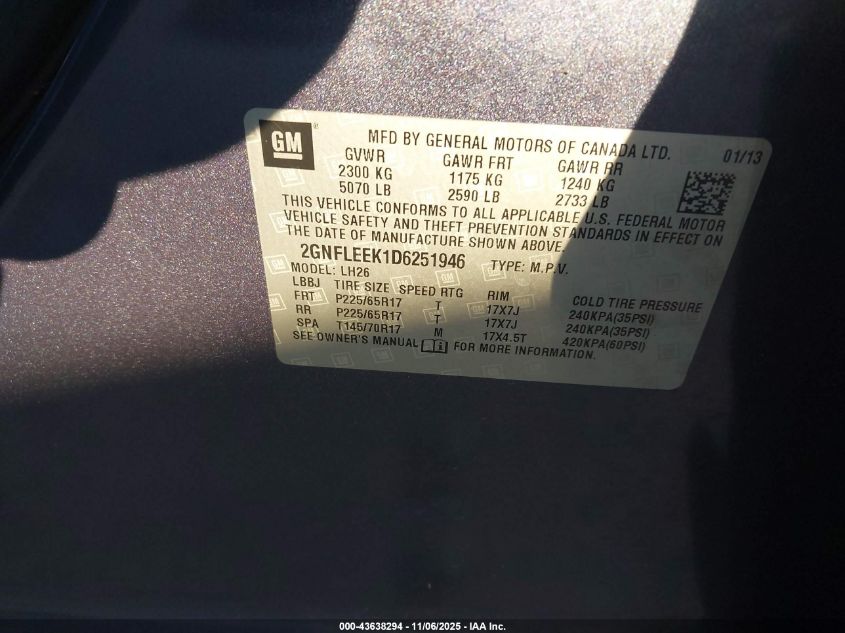 GM ®
MFD BY GENERAL MOTORS OF CANADA LTD. 01/13
GVWR GAWR FRT GAWR RR
2300 KG 1175 KG 1240 KG
5070 LB 2590 LB 2733 LB
THIS VEHICLE CONFORMS TO ALL APPLICABLE U.S. FEDERAL MOTOR
VEHICLE SAFETY AND THEFT PREVENTION STANDARDS IN EFFECT ON
THE DATE OF MANUFACTURE SHOWN ABOVE.
2GNFLEEK1D6251946 TYPE: M.P.V.
MODEL: LH26
LBBJ TIRE SIZE SPEED RTG RIM COLD TIRE PRESSURE
FRT P225/65R17 T 17X7J 240KPA(35PSI)
RR P225/65R17 T 17X7J 240KPA(35PSI)
SPA T145/70R17 M 17X4.5T 420KPA(60PSI)
SEE OWNER'S MANUAL FOR MORE INFORMATION.
000-43638294 - 11/06/2025 - IAA Inc.